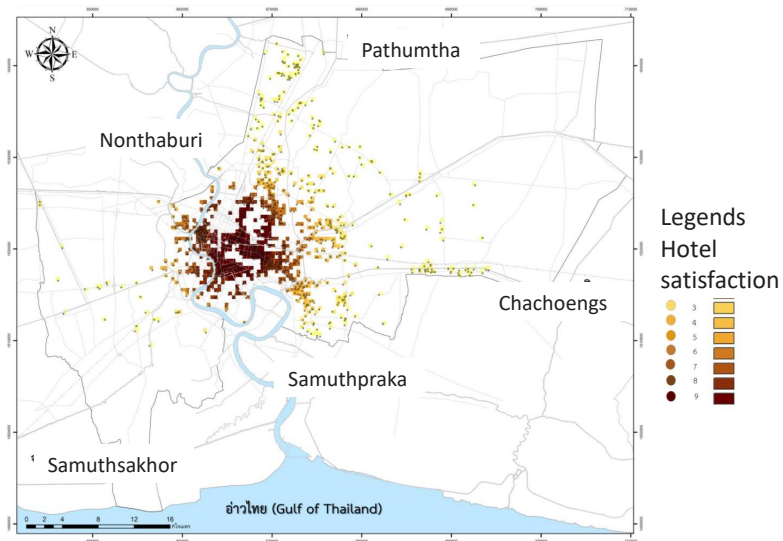 N
W
E
S
Pathumtha
Nonthaburi
Chachoengs
Samuthpraka
Samuthsakhor
อ่าวไทย (Gulf of Thailand)
0 2 4 8 12 16
Legends
Hotel
satisfaction
3
4
5
6
7
8
9